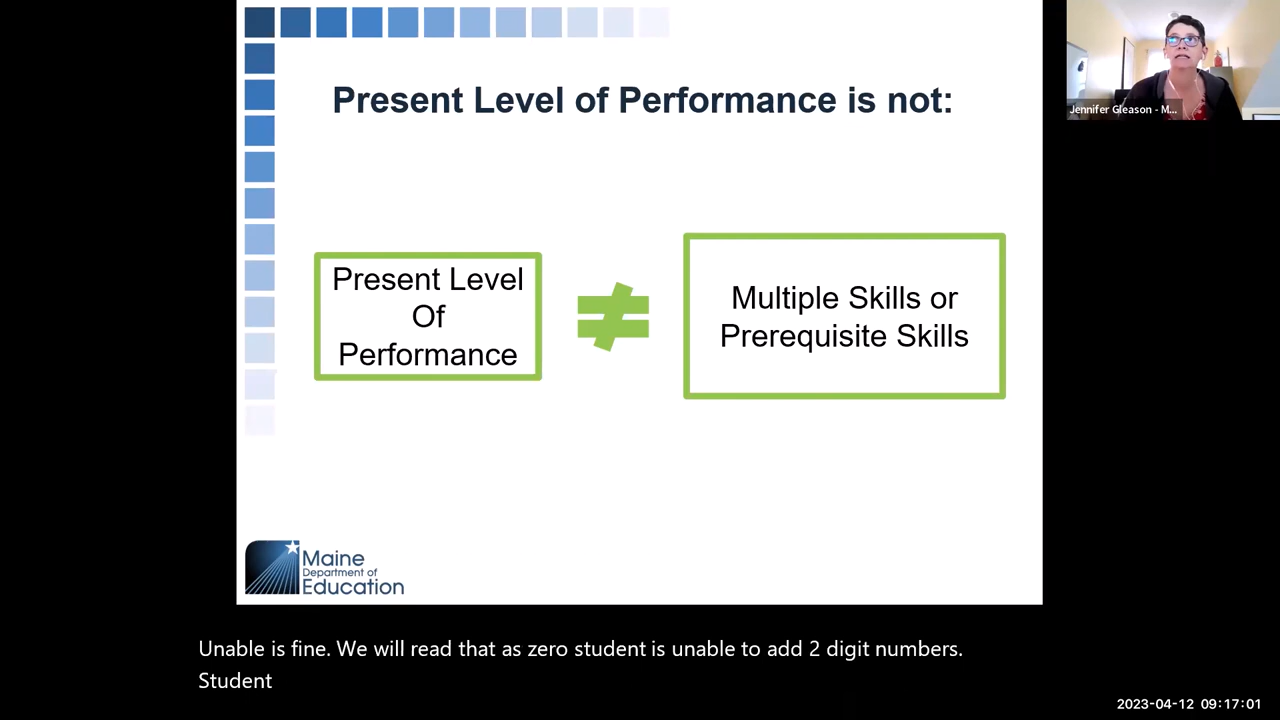 Present Level of Performance is not:
Jennifer Gleason - M...
Present Level
Of
Performance
Multiple Skills or
Prerequisite Skills
Maine
Department of
Education
Unable is fine. We will read that as zero student is unable to add 2 digit numbers.
Student
2023-04-12 09:17:01